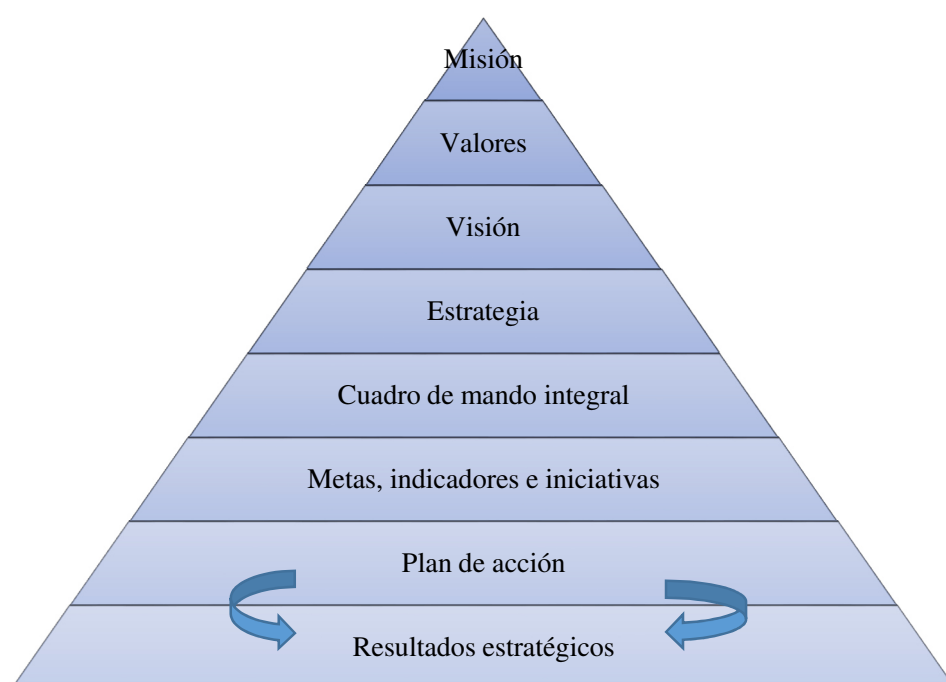 Misión
Valores
Visión
Estrategia
Cuadro de mando integral
Metas, indicadores e iniciativas
Plan de acción
Resultados estratégicos